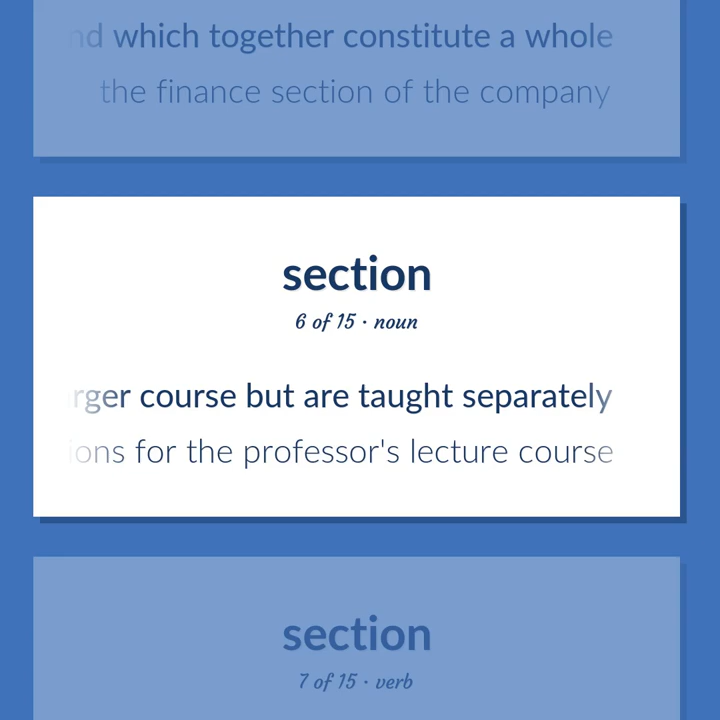 which together constitute a whole
the finance section of the company
section
6 of 15 · noun
course but are taught separately
for the professor's lecture course
section
7 of 15 · verb